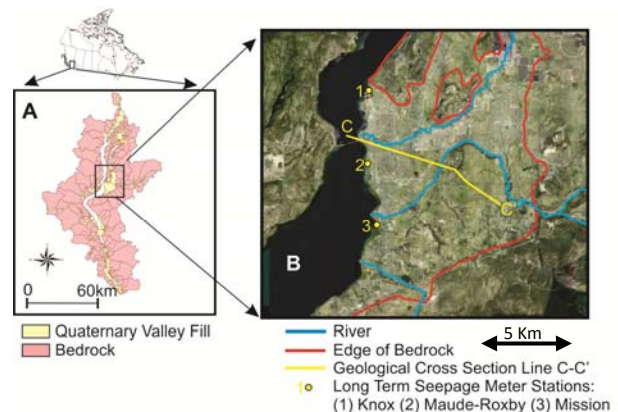 A
0 60km
Quaternary Valley Fill
Bedrock
1
C
2
C'
3
B
River
Edge of Bedrock
Geological Cross Section Line C-C'
5 Km
1 Long Term Seepage Meter Stations:
(1) Knox (2) Maude-Roxby (3) Mission